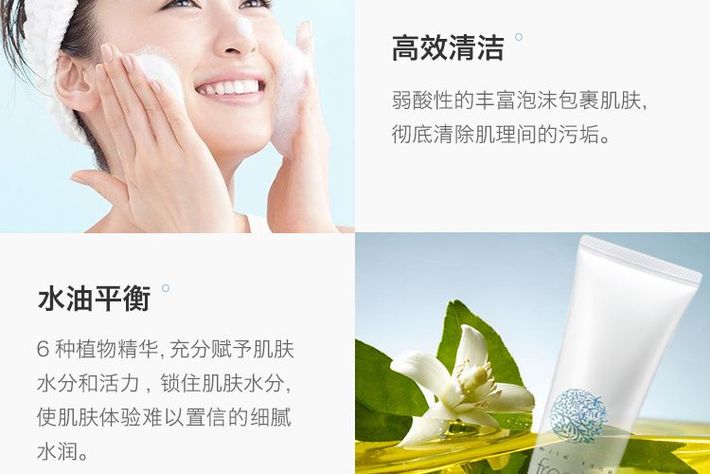 高效清洁
弱酸性的丰富泡沫包裹肌肤,
彻底清除肌理间的污垢。
水油平衡
6 种植物精华, 充分赋予肌肤
水分和活力 , 锁住肌肤水分,
使肌肤体验难以置信的细腻
水润。